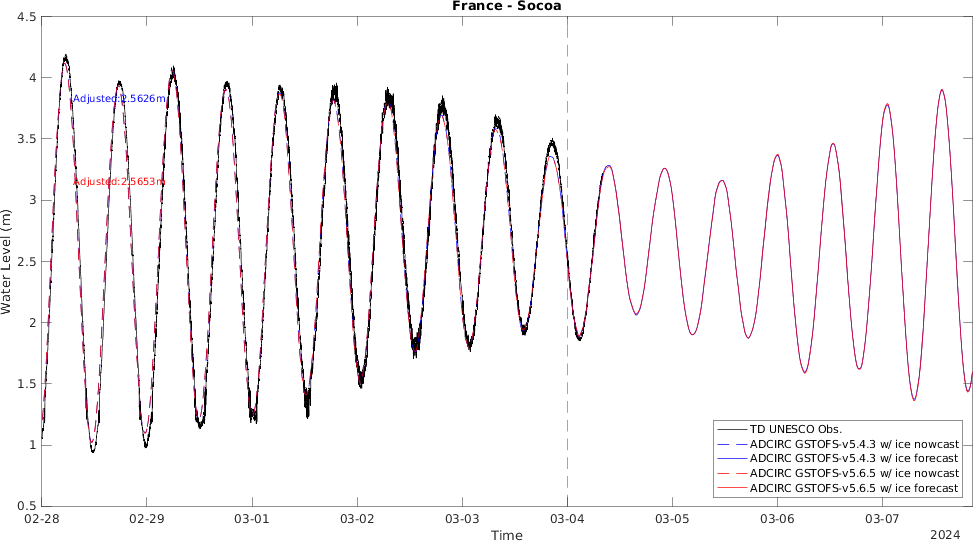 France - Socoa
4.5
4
3.5
3
2.5
2
1.5
1
0.5
Water Level (m)
Adjusted:2.5626m
Adjusted:2.5653m
TD UNESCO Obs.
ADCIRC GSTOFS-v5.4.3 w/ ice nowcast
ADCIRC GSTOFS-v5.4.3 w/ ice forecast
ADCIRC GSTOFS-v5.6.5 w/ ice nowcast
ADCIRC GSTOFS-v5.6.5 w/ ice forecast
02-28 02-29 03-01 03-02 03-03 03-04 03-05 03-06 03-07
Time
2024